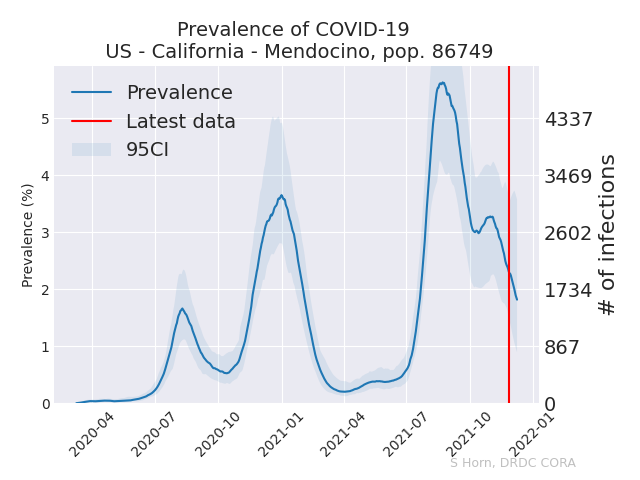 Prevalence of COVID-19
US - California - Mendocino, pop. 86749
Prevalence
Latest data
95CI
Prevalence (%)
5
4
3
2
1
0
4337
3469
2602
1734
867
0
# of infections
2020-04
2020-07
2020-10
2021-01
2021-04
2021-07
2021-10
2022-01
S Horn, DRDC CORA